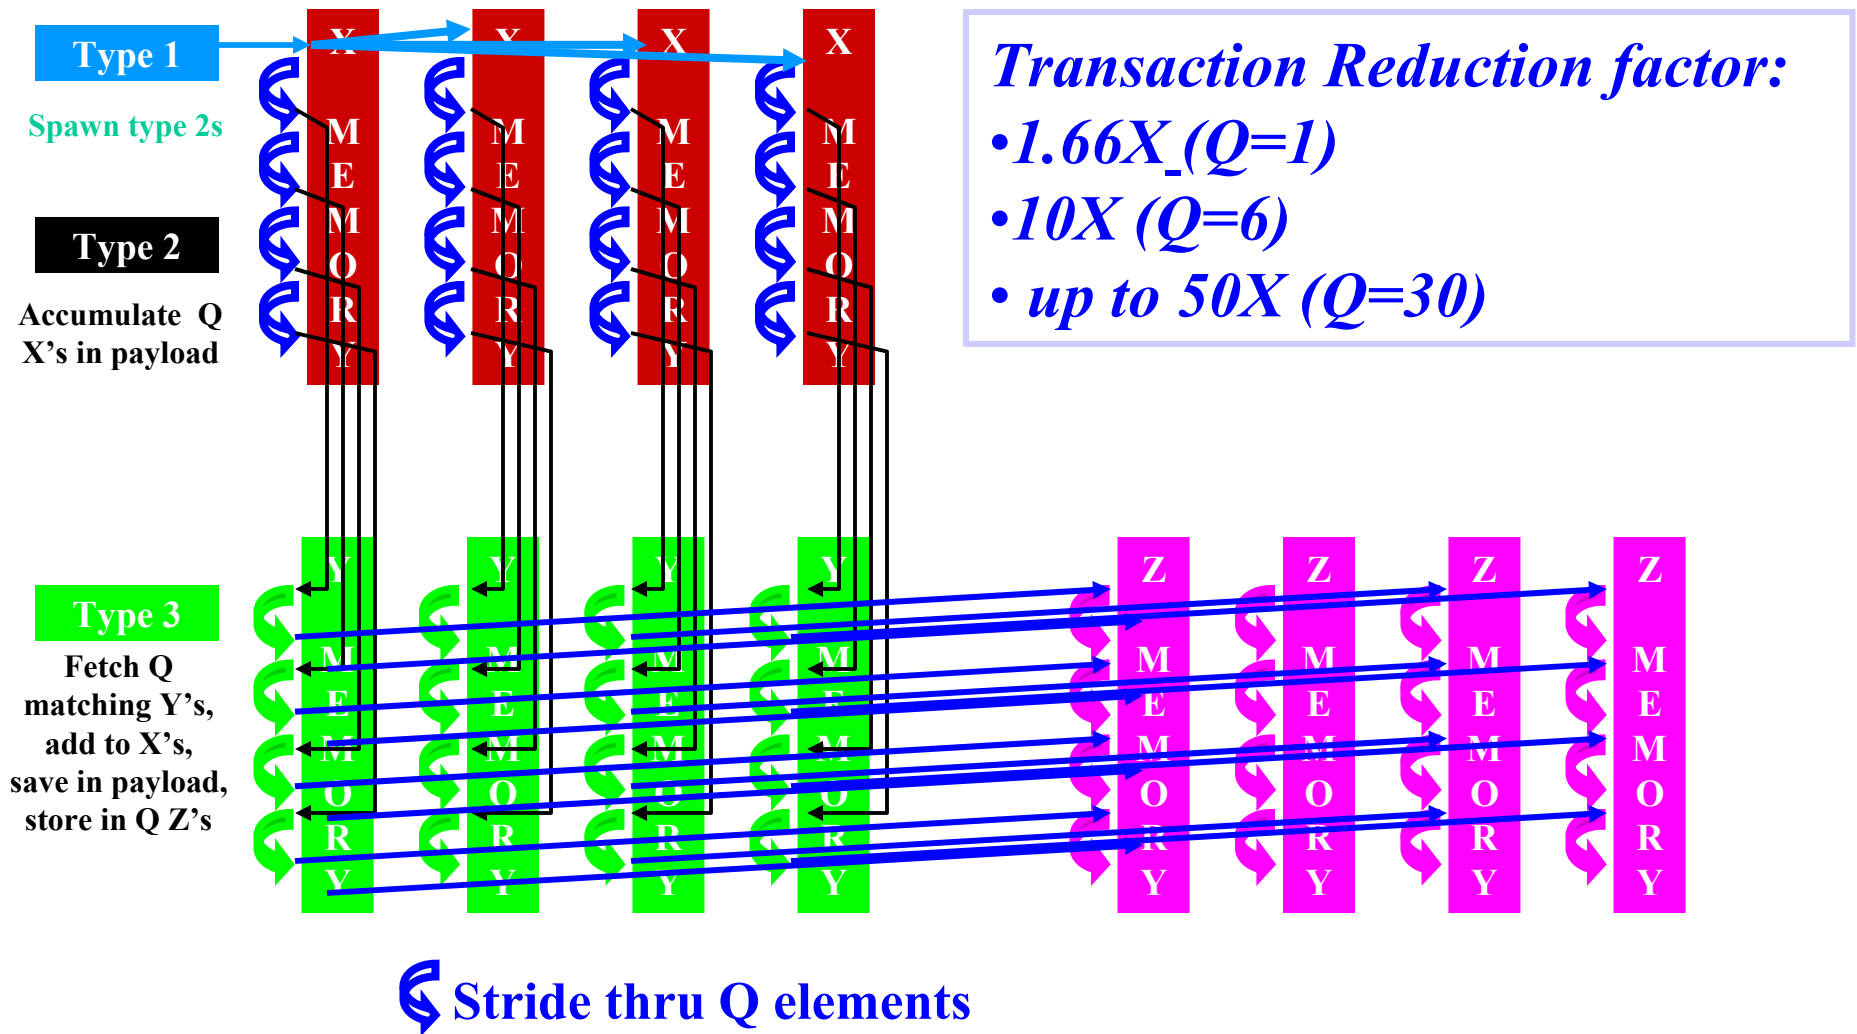 Type 1
Spawn type 2s
Type 2
Accumulate Q
X's in payload
Type 3
Fetch Q
matching Y's,
add to X's,
save in payload,
store in Q Z's
X MEMORY
X MEMORY
X MEMORY
X MEMORY
Transaction Reduction factor:
•1.66X (Q=1)
•10X (Q=6)
• up to 50X (Q=30)
Y MEMORY
Y MEMORY
Y MEMORY
Y MEMORY
Z MEMORY
Z MEMORY
Z MEMORY
Z MEMORY
Stride thru Q elements